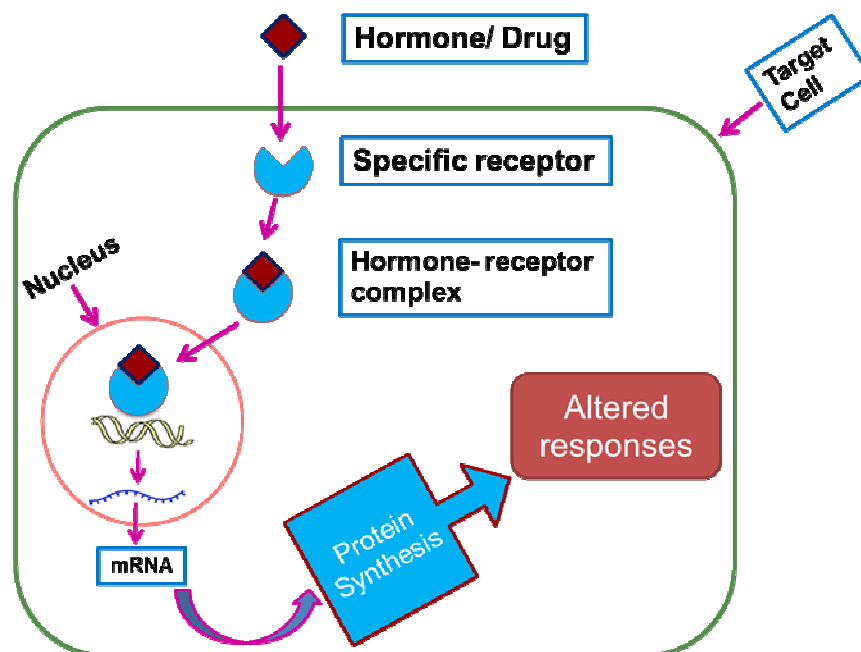 Hormone/ Drug
Target
Cell
Specific receptor
Hormone-receptor
complex
Nucleus
Altered
responses
Protein
Synthesis
mRNA